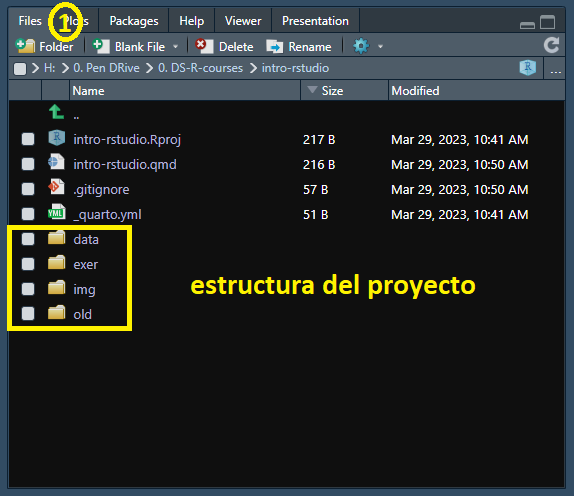 Files 1 Plots Packages Help Viewer Presentation
Folder Blank File Delete Rename
H: 0. Pen DRive 0. DS-R-courses intro-rstudio R ...
Name Size Modified
..
R intro-rstudio.Rproj 217 B Mar 29, 2023, 10:41 AM
intro-rstudio.qmd 216 B Mar 29, 2023, 10:50 AM
.gitignore 57 B Mar 29, 2023, 10:50 AM
YML _quarto.yml 51 B Mar 29, 2023, 10:41 AM
data
exer
estructura del proyecto
img
old